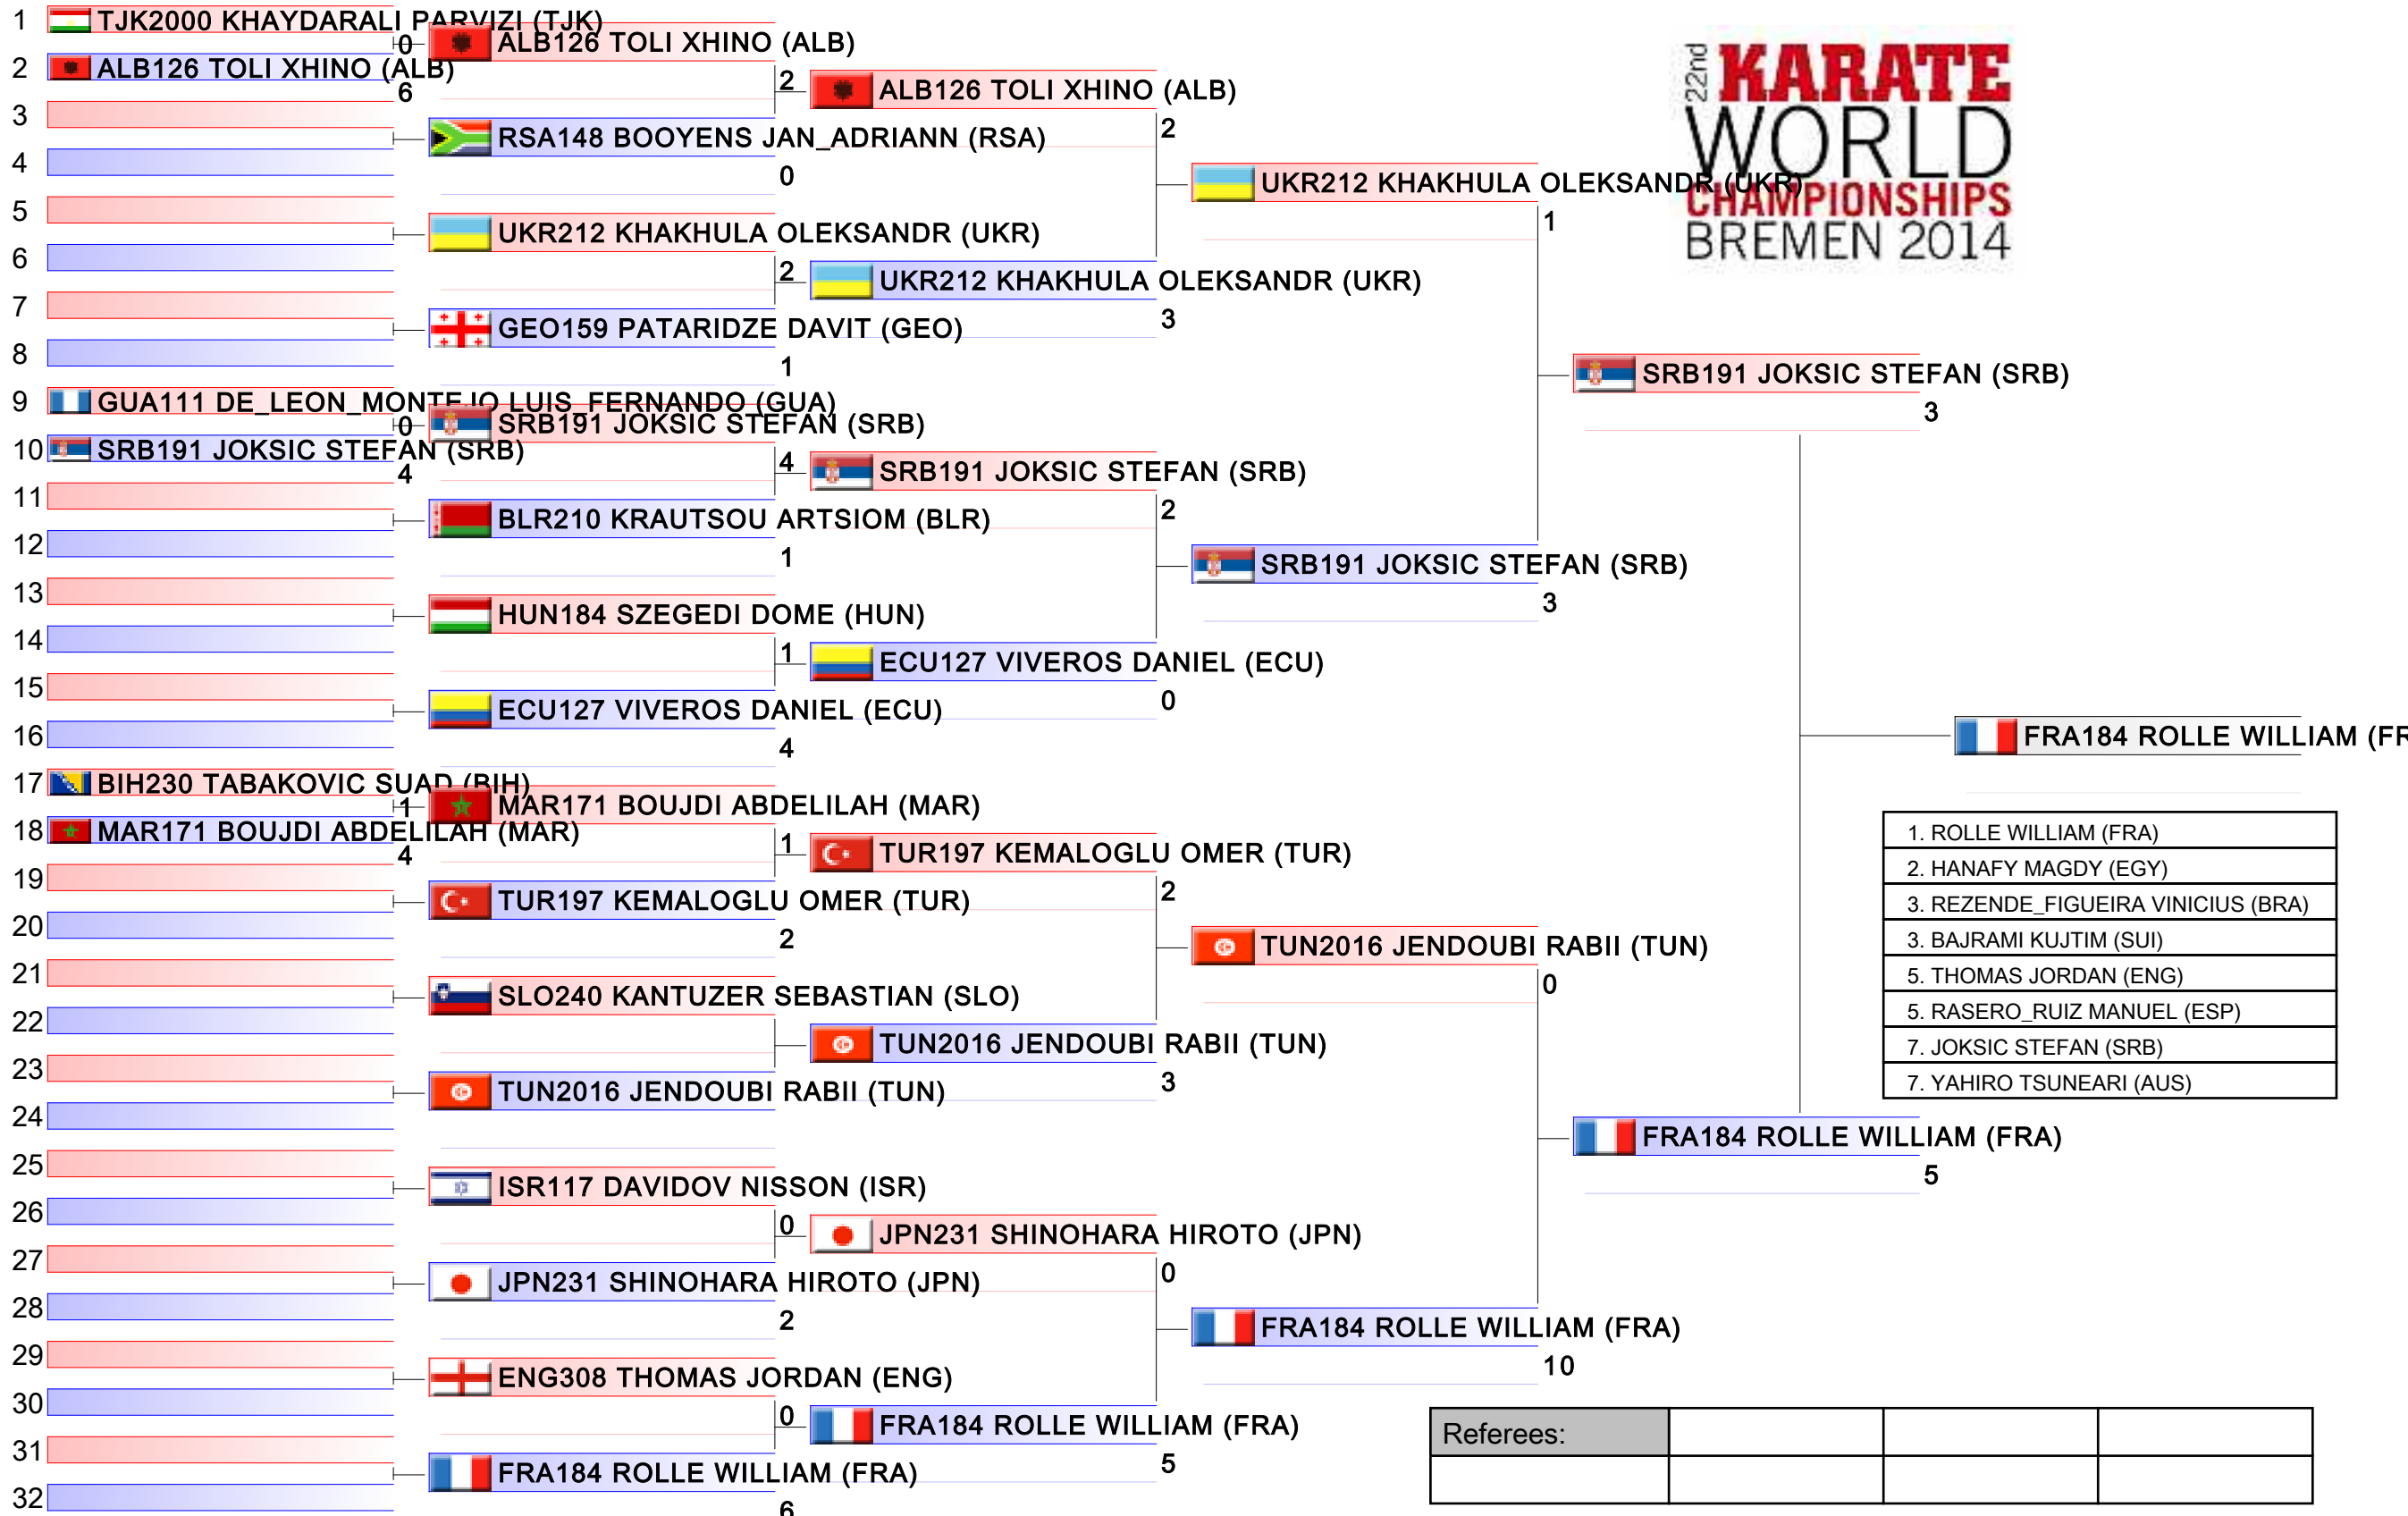 1 TJK2000 KHAYDARALI PARVIZI (TJK)
0
ALB126 TOLI XHINO (ALB)
2 ALB126 TOLI XHINO (ALB)
6
2
ALB126 TOLI XHINO (ALB)
2
3
RSA148 BOOYENS JAN_ADRIANN (RSA)
0
4
UKR212 KHAKHULA OLEKSANDR (UKR)
1
5
UKR212 KHAKHULA OLEKSANDR (UKR)
2
6
UKR212 KHAKHULA OLEKSANDR (UKR)
3
7
GEO159 PATARIDZE DAVIT (GEO)
1
8
SRB191 JOKSIC STEFAN (SRB)
3
9 GUA111 DE_LEON_MONTEJO LUIS_FERNANDO (GUA)
0
SRB191 JOKSIC STEFAN (SRB)
10 SRB191 JOKSIC STEFAN (SRB)
4
4
SRB191 JOKSIC STEFAN (SRB)
2
11
BLR210 KRAUTSOU ARTSIOM (BLR)
1
12
SRB191 JOKSIC STEFAN (SRB)
3
13
HUN184 SZEGEDI DOME (HUN)
1
14
ECU127 VIVEROS DANIEL (ECU)
0
15
ECU127 VIVEROS DANIEL (ECU)
4
16
FRA184 ROLLE WILLIAM (FR
17 BIH230 TABAKOVIC SUAD (BIH)
1
MAR171 BOUJDI ABDELILAH (MAR)
18 MAR171 BOUJDI ABDELILAH (MAR)
4
1
TUR197 KEMALOGLU OMER (TUR)
2
19
TUR197 KEMALOGLU OMER (TUR)
2
20
TUN2016 JENDOUBI RABII (TUN)
0
21
SLO240 KANTUZER SEBASTIAN (SLO)
22
TUN2016 JENDOUBI RABII (TUN)
3
23
TUN2016 JENDOUBI RABII (TUN)
24
FRA184 ROLLE WILLIAM (FRA)
5
25
ISR117 DAVIDOV NISSON (ISR)
0
26
JPN231 SHINOHARA HIROTO (JPN)
0
27
JPN231 SHINOHARA HIROTO (JPN)
2
28
FRA184 ROLLE WILLIAM (FRA)
10
29
ENG308 THOMAS JORDAN (ENG)
0
30
FRA184 ROLLE WILLIAM (FRA)
5
31
FRA184 ROLLE WILLIAM (FRA)
6
32
22nd KARATE
WORLD
CHAMPIONSHIPS
BREMEN 2014
1. ROLLE WILLIAM (FRA)
2. HANAFY MAGDY (EGY)
3. REZENDE_FIGUEIRA VINICIUS (BRA)
3. BAJRAMI KUJTIM (SUI)
5. THOMAS JORDAN (ENG)
5. RASERO_RUIZ MANUEL (ESP)
7. JOKSIC STEFAN (SRB)
7. YAHIRO TSUNEARI (AUS)
Referees: